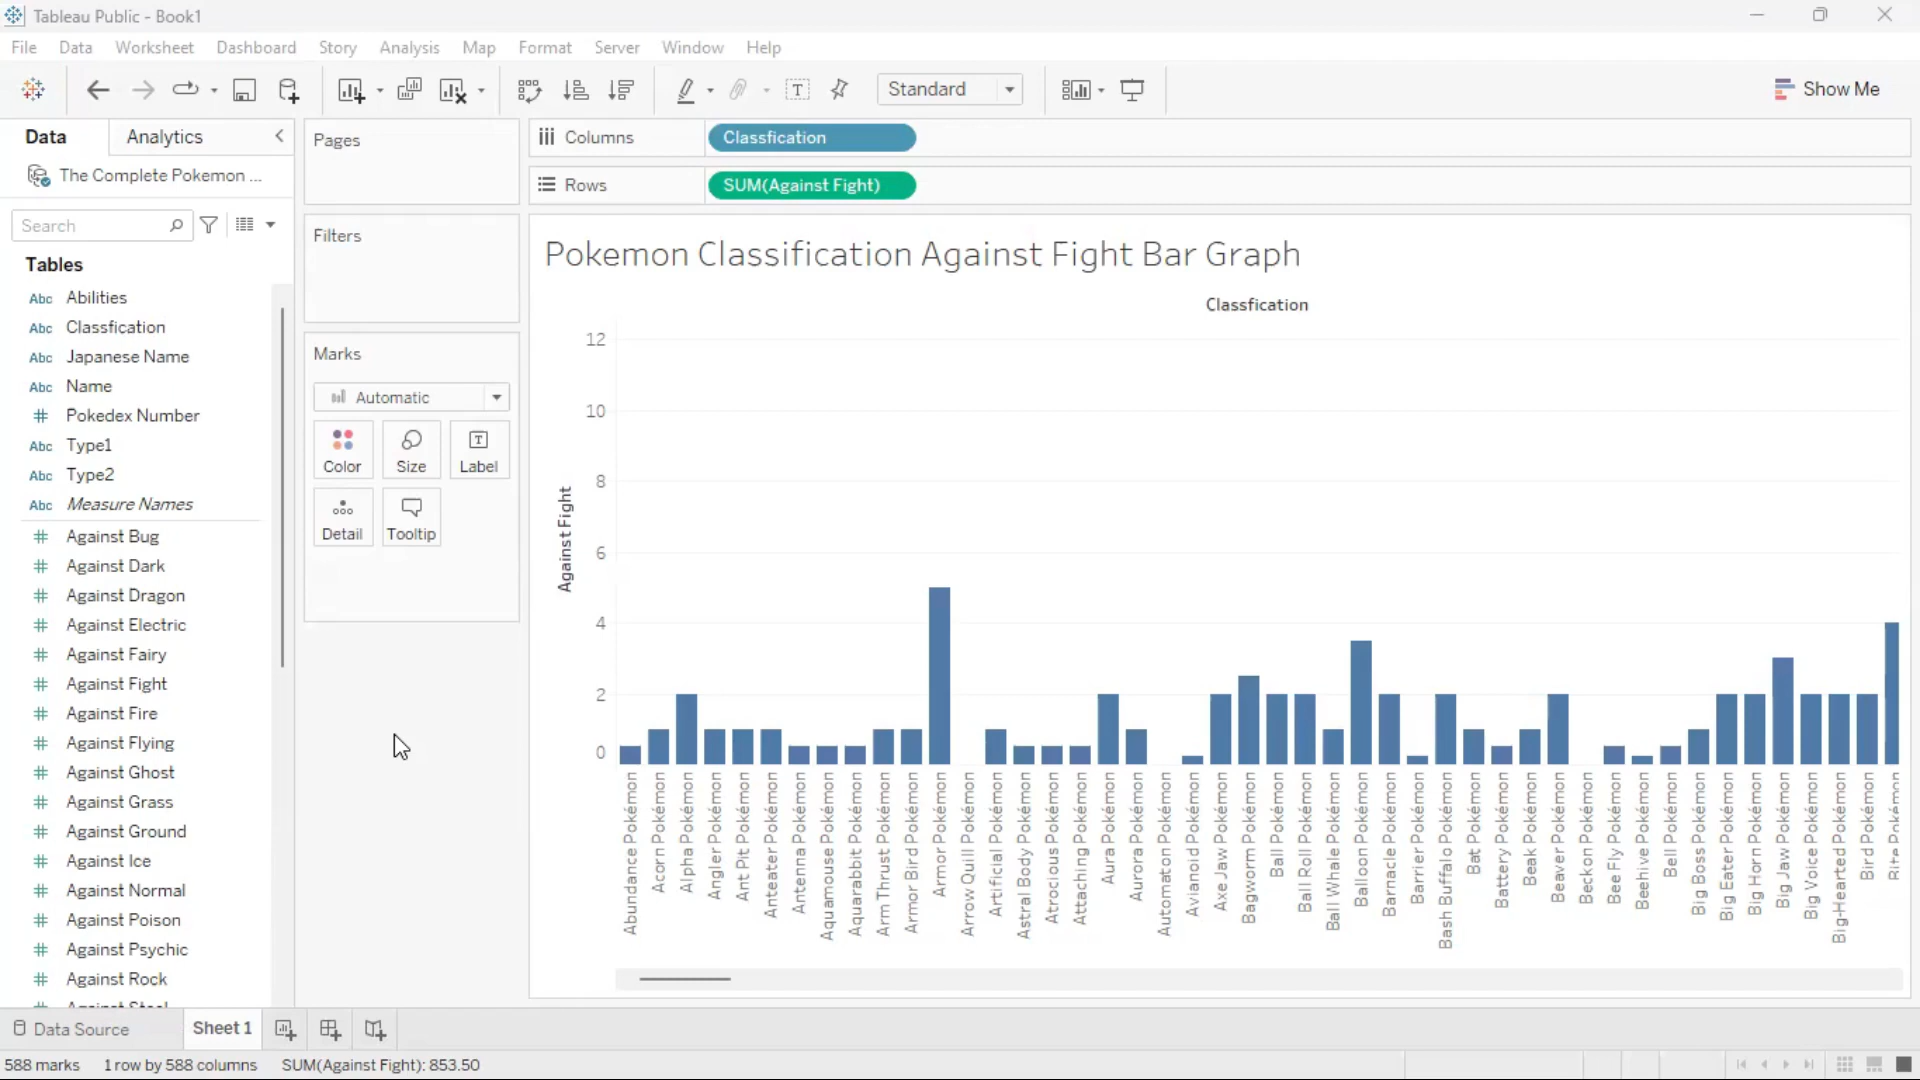 Tableau Public - Book1
File Data Worksheet Dashboard Story Analysis Map Format Server Window Help
Standard
Show Me
Data
Analytics
The Complete Pokemon ...
Search
Tables
Abc Abilities
Abc Classfication
Abc Japanese Name
Abc Name
# Pokedex Number
Abc Type1
Abc Type2
Abc Measure Names
# Against Bug
# Against Dark
# Against Dragon
# Against Electric
# Against Fairy
# Against Fight
# Against Fire
# Against Flying
# Against Ghost
# Against Grass
# Against Ground
# Against Ice
# Against Normal
# Against Poison
# Against Psychic
# Against Rock
Pages
Filters
Marks
Automatic
Color
Size
Label
Detail
Tooltip
Columns
Classfication
Rows
SUM(Against Fight)
Pokemon Classification Against Fight Bar Graph
Classfication
Against Fight
12
10
8
6
4
2
0
Abundance Pokémon
Acorn Pokémon
Alpha Pokémon
Angler Pokémon
Ant Pit Pokémon
Anteater Pokémon
Antenna Pokémon
Aquamouse Pokémon
Aquarabbit Pokémon
Arm Thrust Pokémon
Armor Bird Pokémon
Armor Pokémon
Arrow Quill Pokémon
Artificial Pokémon
Astral Body Pokémon
Atrocious Pokémon
Attaching Pokémon
Aura Pokémon
Aurora Pokémon
Automaton Pokémon
Avianoid Pokémon
Axe Jaw Pokémon
Bagworm Pokémon
Ball Pokémon
Ball Roll Pokémon
Ball Whale Pokémon
Balloon Pokémon
Barnacle Pokémon
Barrier Pokémon
Bash Buffalo Pokémon
Bat Pokémon
Battery Pokémon
Beak Pokémon
Beaver Pokémon
Beckon Pokémon
Bee Fly Pokémon
Beehive Pokémon
Bell Pokémon
Big Boss Pokémon
Big Eater Pokémon
Big Horn Pokémon
Big Jaw Pokémon
Big Voice Pokémon
Big-Hearted Pokémon
Bird Pokémon
Data Source
Sheet 1
588 marks
1 row by 588 columns
SUM(Against Fight): 853.50